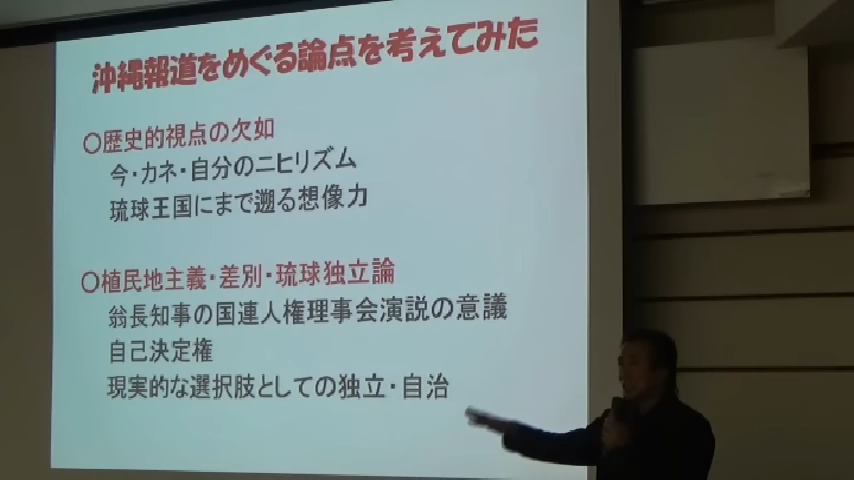 沖縄報道をめぐる論点を考えてみた
〇歴史的視点の欠如
今・カネ・自分のニヒリズム
琉球王国にまで遡る想像力
〇植民地主義・差別・琉球独立論
翁長知事の国連人権理事会演説の意議
自己決定権
現実的な選択肢としての独立・自治